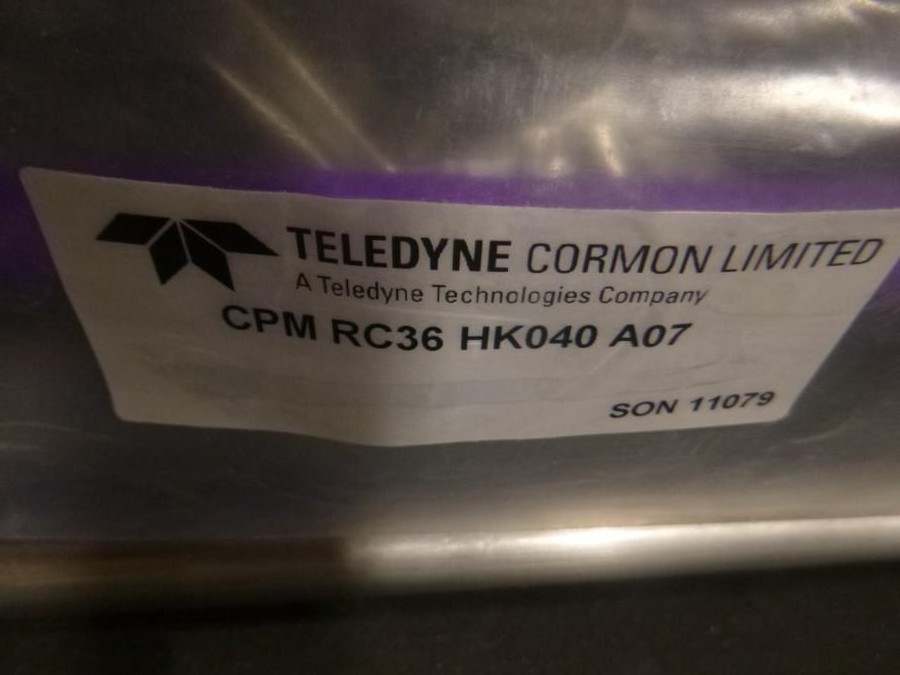 TELEDYNE CORMON LIMITED
A Teledyne Technologies Company
CPM RC36 HK040 A07
SON 11079